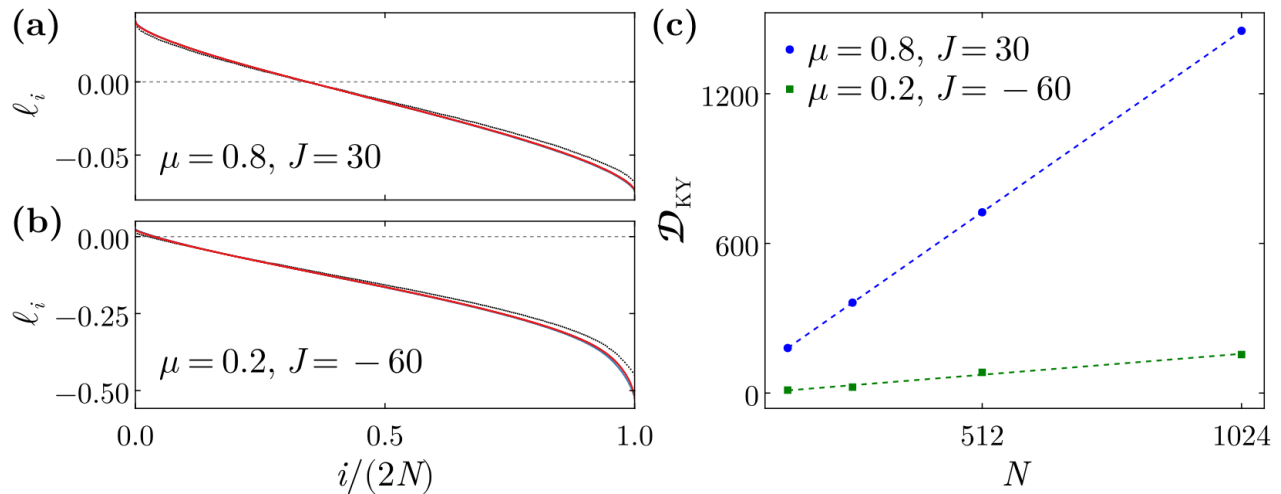 (a)
0.00
−0.05
ℓ_i
μ = 0.8, J = 30
(b)
0.00
−0.25
−0.50
ℓ_i
μ = 0.2, J = − 60
0.0
0.5
1.0
i/(2N)
(c)
μ = 0.8, J = 30
μ = 0.2, J = − 60
1200
600
0
𝓓_KY
512
1024
N